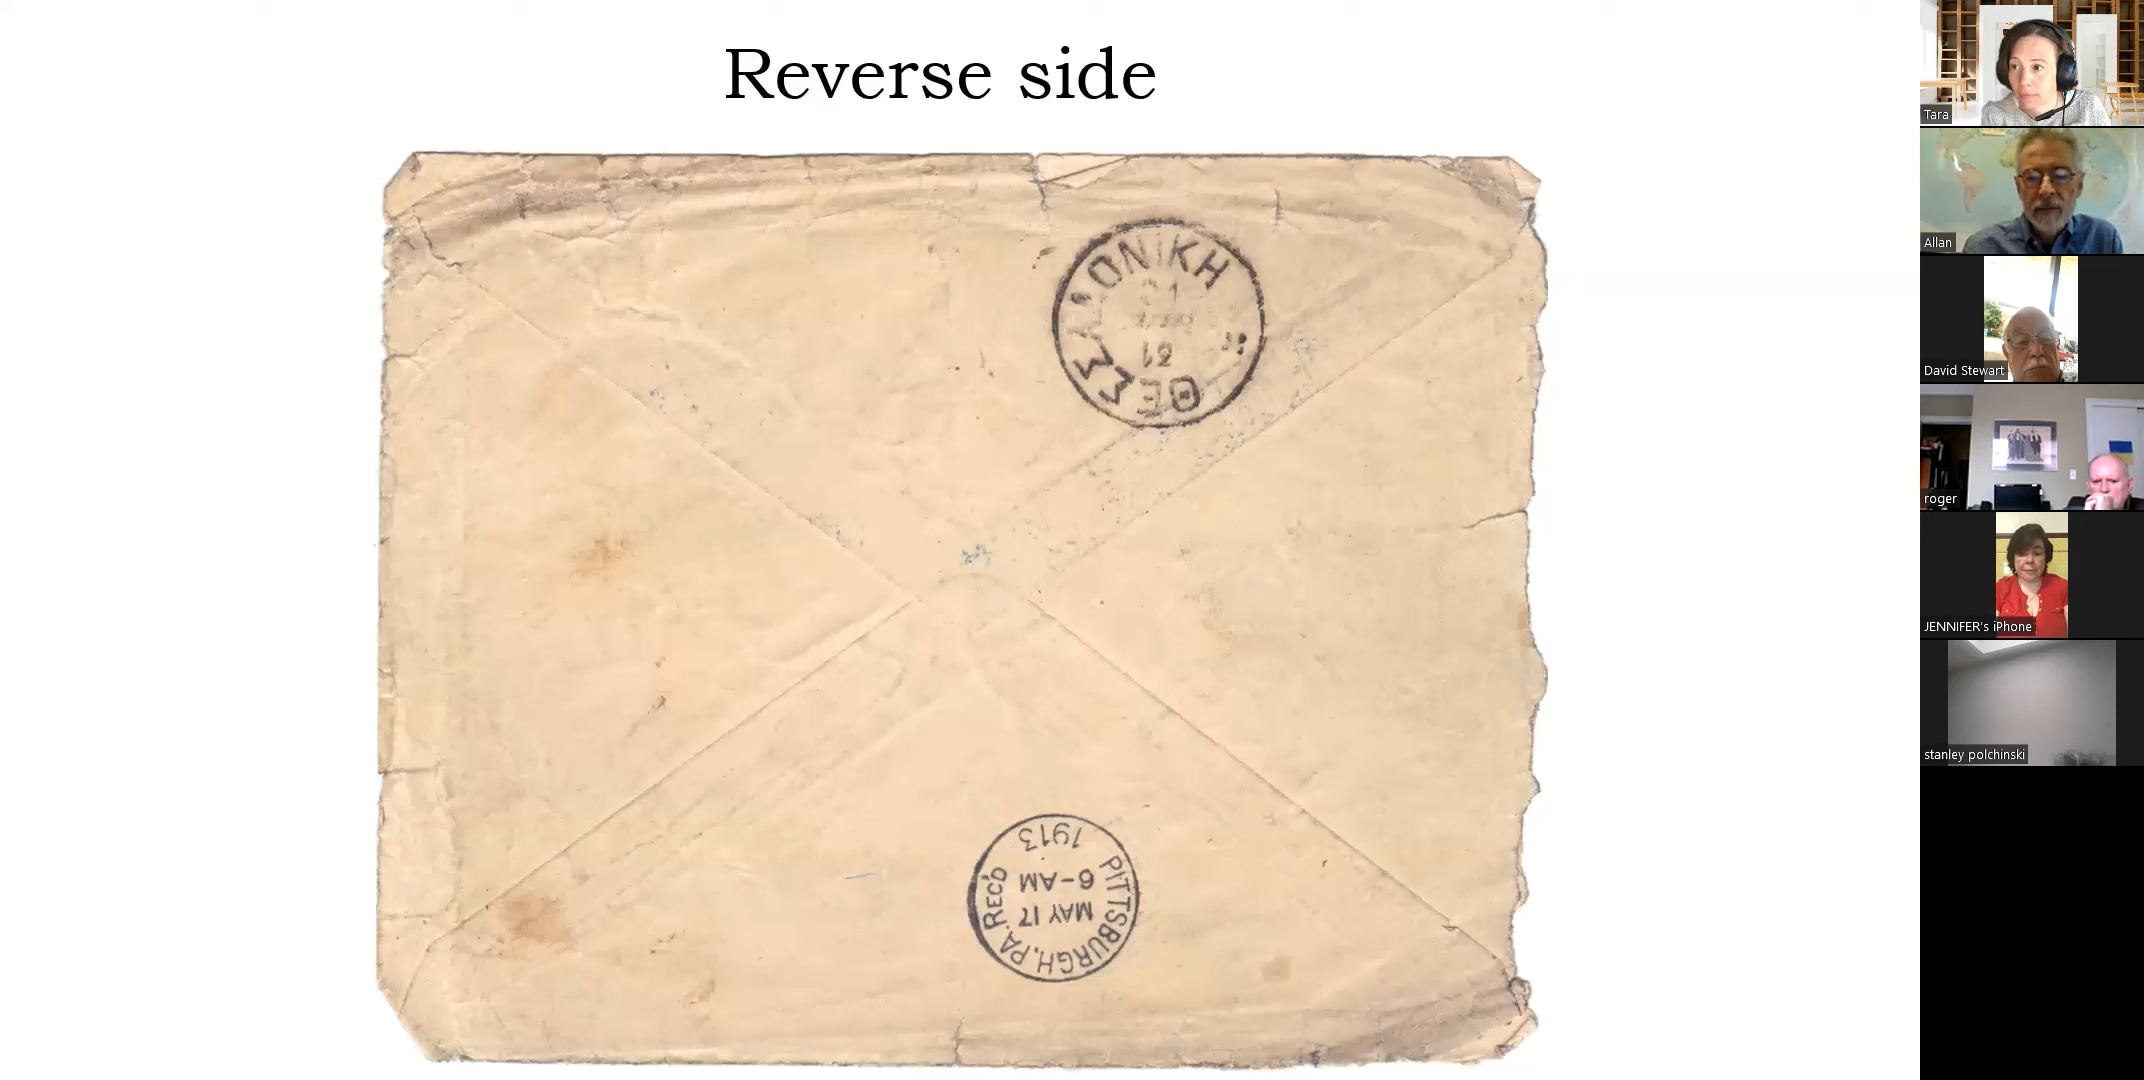 Reverse side
ΘΕΣΣΑΛΟΝΙΚΗ
PITTSBURGH, PA. REC'D
MAY 17
6-AM
1913
Tara
Allan
David Stewart
roger
JENNIFER's iPhone
stanley polchinski